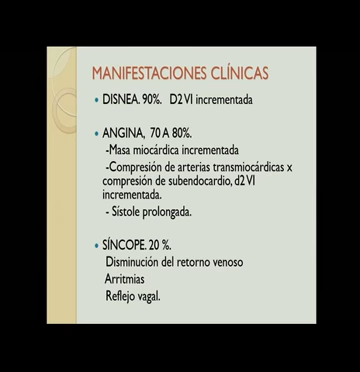 MANIFESTACIONES CLÍNICAS
• DISNEA. 90%. D2 VI incrementada
• ANGINA, 70 A 80%.
-Masa miocárdica incrementada
-Compresión de arterias transmiocárdicas x
compresión de subendocardio, d2 VI
incrementada.
- Sístole prolongada.
• SÍNCOPE. 20 %.
Disminución del retorno venoso
Arritmias
Reflejo vagal.